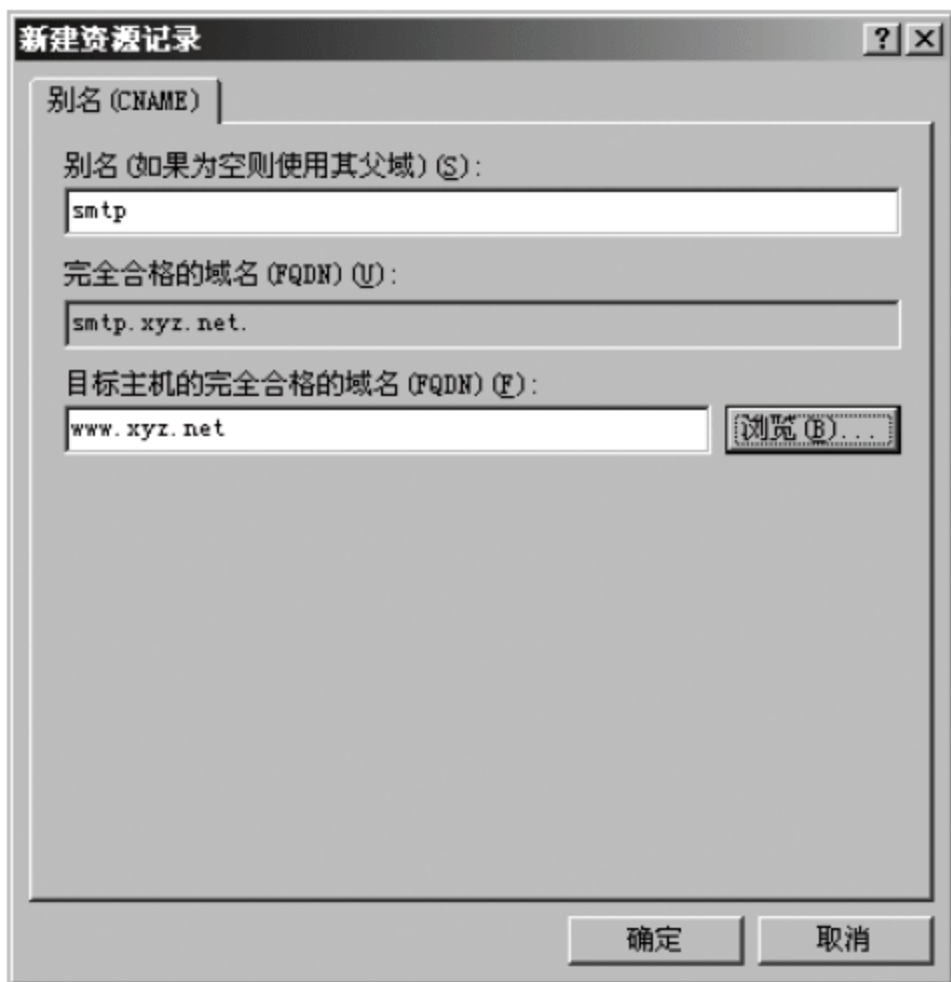 新建资源记录
别名(CNAME)
别名(如果为空则使用其父域)(S):
smtp
完全合格的域名(FQDN)(U):
smtp.xyz.net.
目标主机的完全合格的域名(FQDN)(F):
www.xyz.net
浏览(B)...
确定 取消